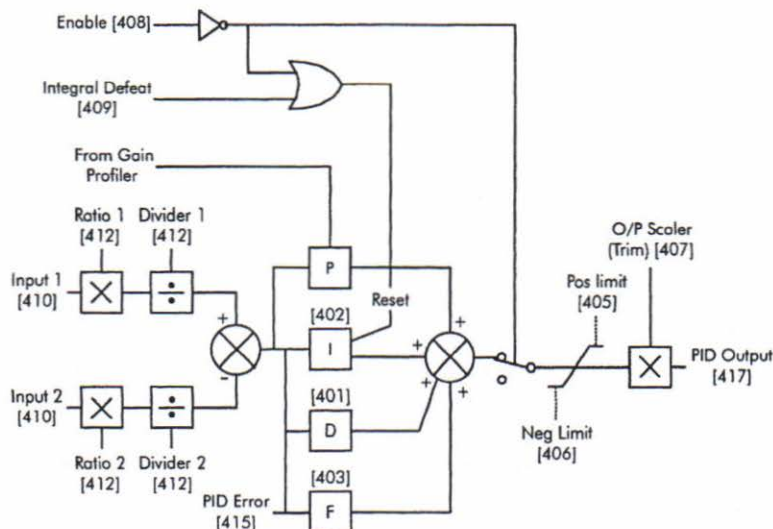 Enable [408]
Integral Defeat
[409]
From Gain
Profiler
Ratio 1
[412]
Divider 1
[412]
O/P Scaler
(Trim) [407]
Input 1
[410]
P
Reset
Pos limit
[405]
+
[402]
+
-
I
+
+
+
+
PID Output
[417]
Input 2
[410]
[401]
D
Neg Limit
[406]
Ratio 2
[412]
Divider 2
[412]
PID Error
[415]
[403]
F